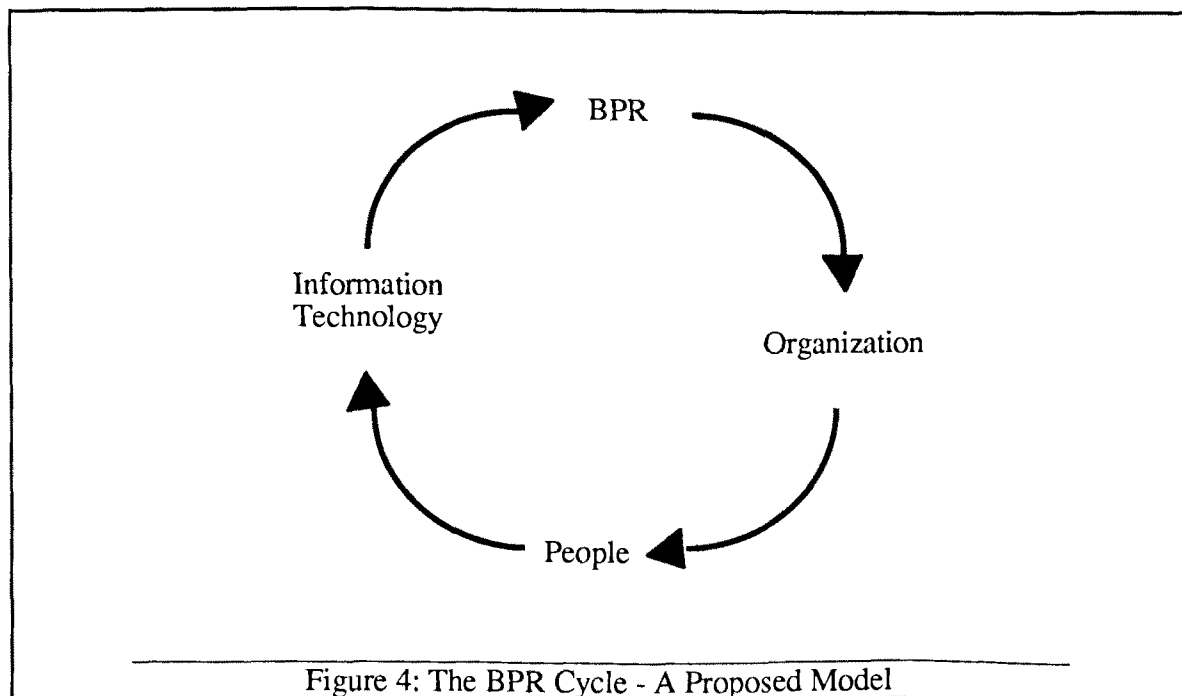 BPR
Information
Technology
Organization
People
Figure 4: The BPR Cycle - A Proposed Model